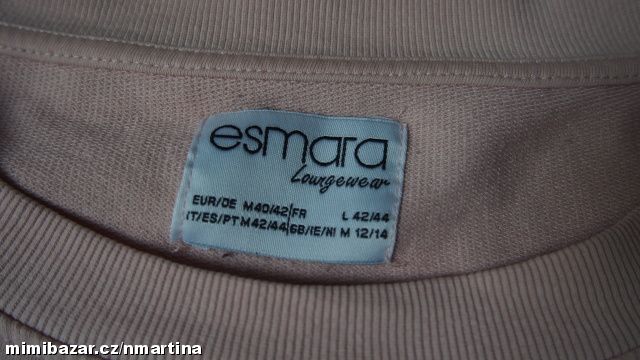 esmara
Loungewear
EUR/DE M40/42 FR L 42/44
IT/ES/PT M 42/44 GB/IE/NI M 12/14
mimibazar.cz/nmartina